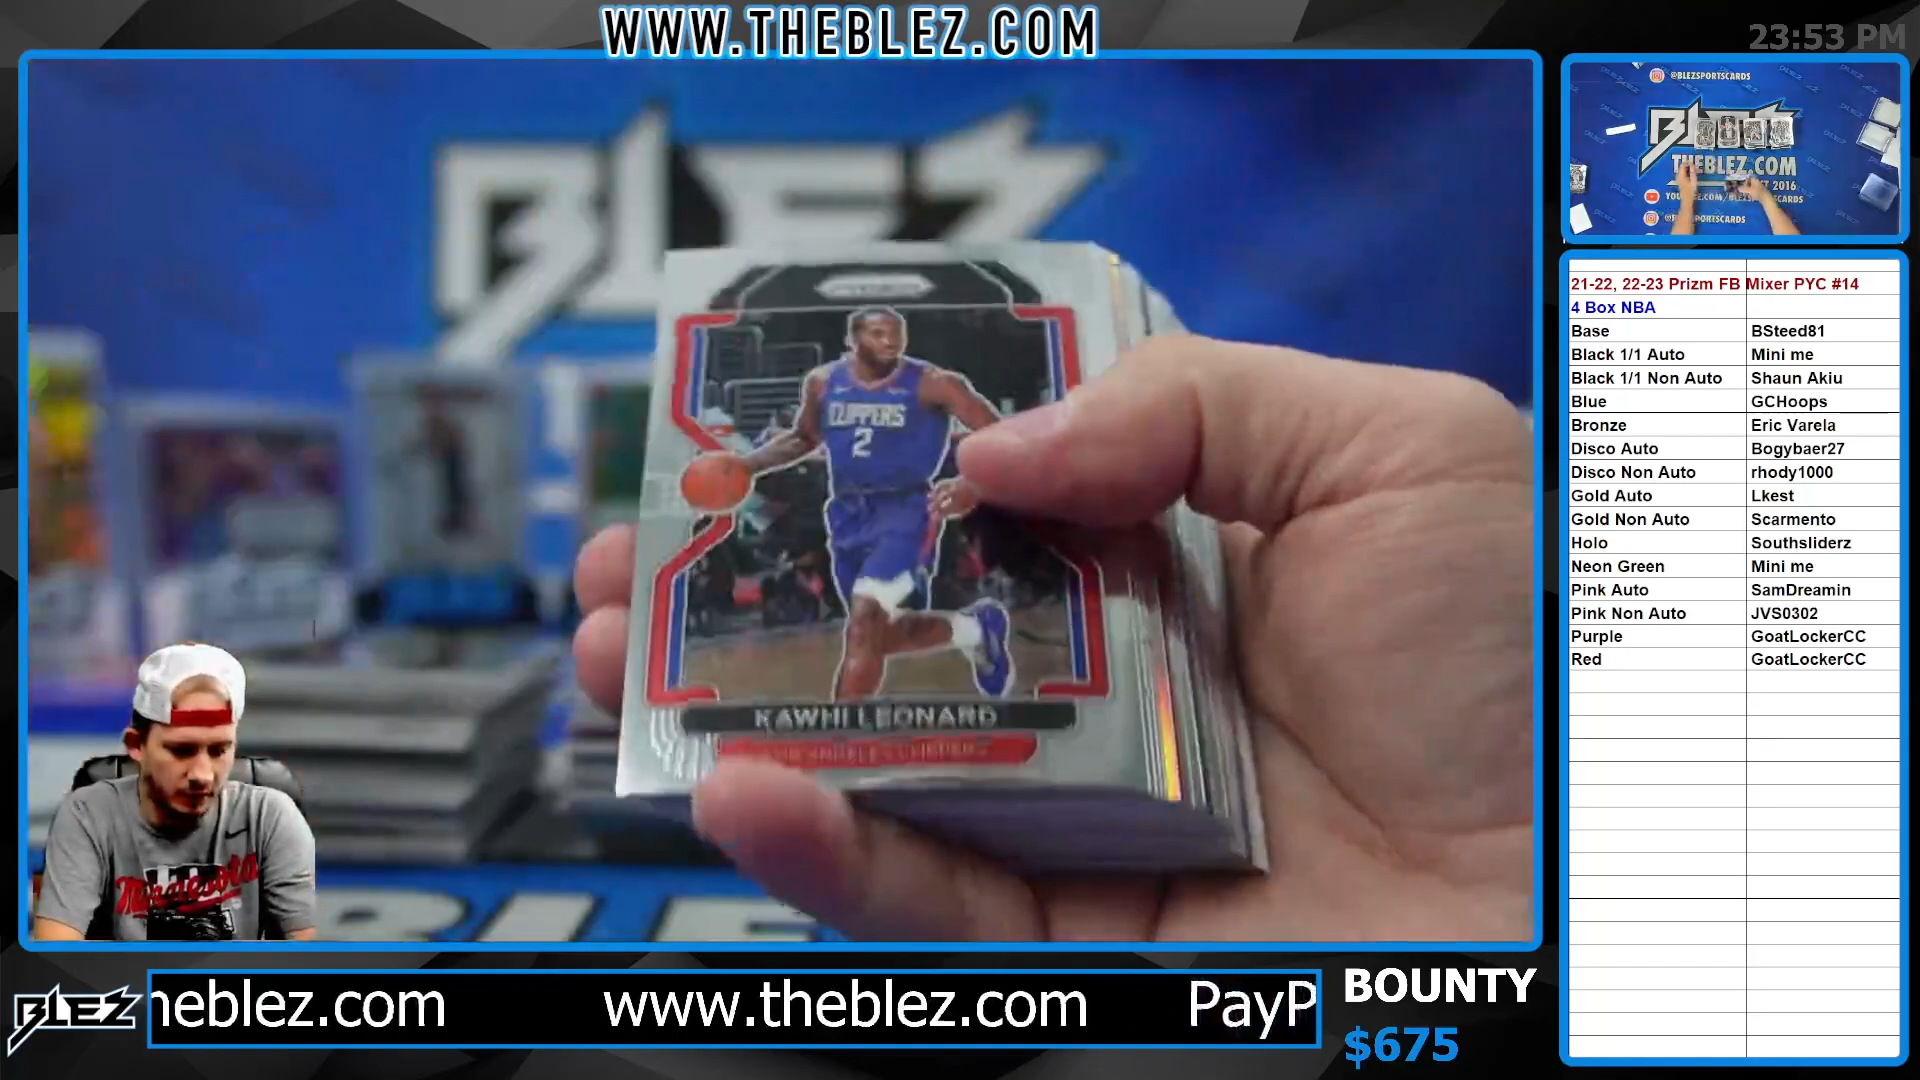 WWW.THEBLEZ.COM
23:53 PM
BLEZ
@BLEZSPORTSCARDS
THEBLEZ.COM
2016
CLIPPERS
2
KAWHI LEONARD
Minnesota
21-22, 22-23 Prizm FB Mixer PYC #14
4 Box NBA
Base BSteed81
Black 1/1 Auto Mini me
Black 1/1 Non Auto Shaun Akiu
Blue GCHoops
Bronze Eric Varela
Disco Auto Bogybaer27
Disco Non Auto rhody1000
Gold Auto Lkest
Gold Non Auto Scarmento
Holo Southsliderz
Neon Green Mini me
Pink Auto SamDreamin
Pink Non Auto JVS0302
Purple GoatLockerCC
Red GoatLockerCC
BLEZ
heblez.com www.theblez.com PayP
BOUNTY
$675